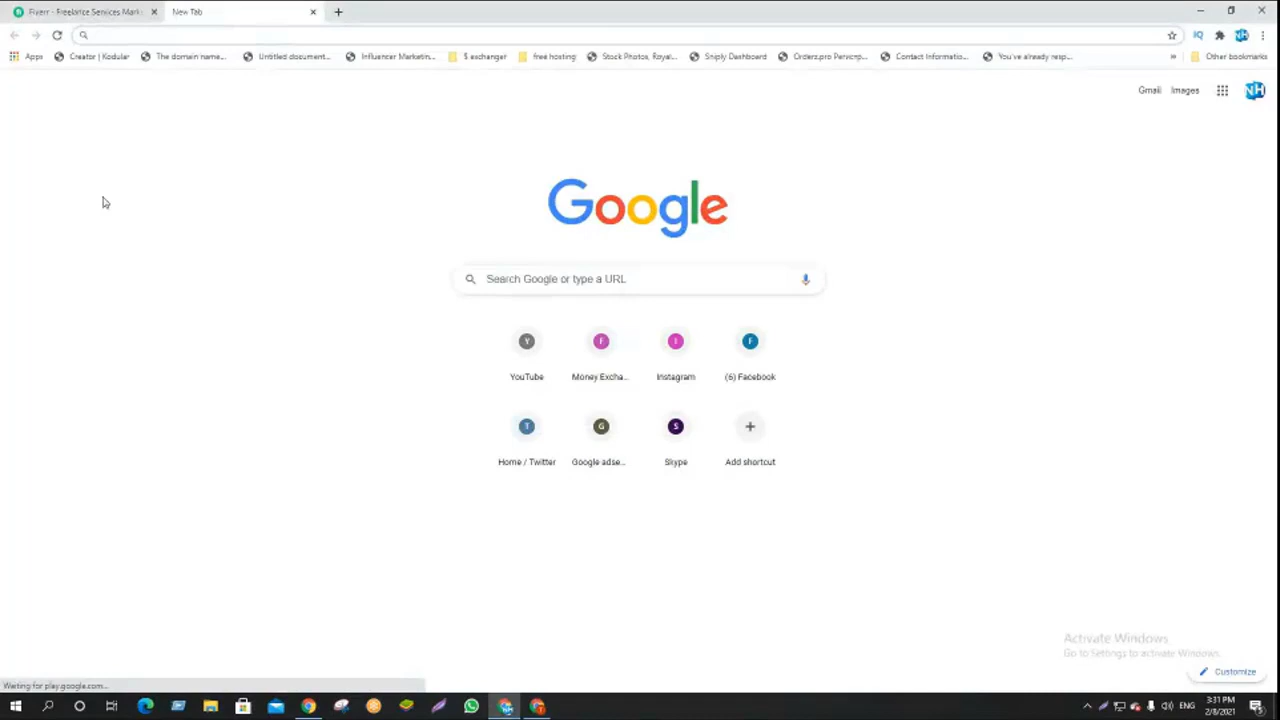 Fiverr - Freelance Services Mark
New Tab
Apps
Creator | Kodular
The domain name...
Untitled document...
Influencer Marketin...
$ exchanger
free hosting
Stock Photos, Royal...
Sniply Dashboard
Orders.pro
Contact Informatio...
You've already resp...
»
Other bookmarks
Gmail
Images
NH
Google
Search Google or type a URL
Y
F
I
F
YouTube
Money Excha...
Instagram
(6) Facebook
T
G
S
Home / Twitter
Google adse...
Skype
Add shortcut
Activate Windows
Go to Settings to activate Windows.
Customize
Waiting for play.google.com...
ENG
3:31 PM
2/8/2021